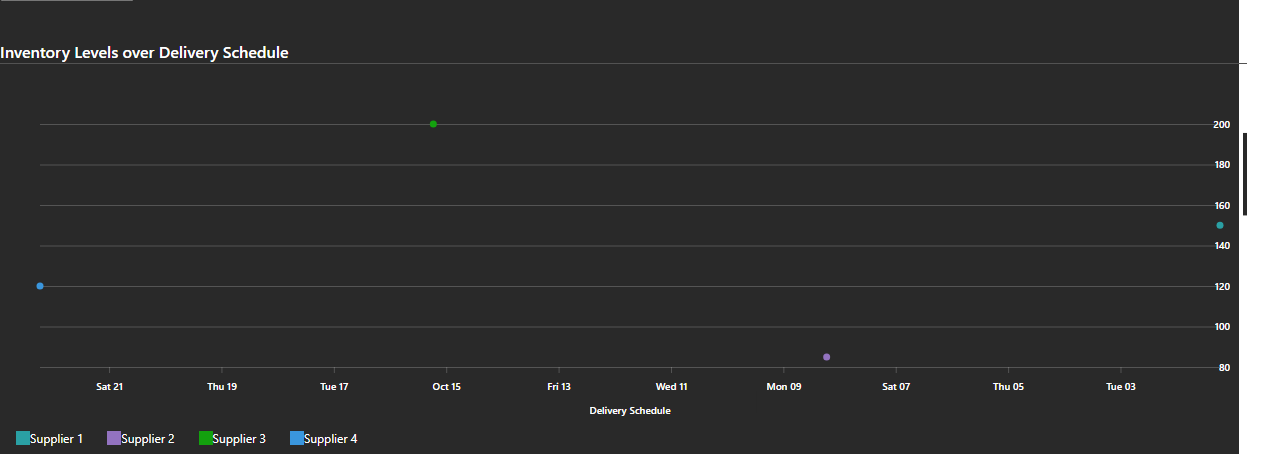 Inventory Levels over Delivery Schedule
200
180
160
140
120
100
80
Sat 21 Thu 19 Tue 17 Oct 15 Fri 13 Wed 11 Mon 09 Sat 07 Thu 05 Tue 03
Delivery Schedule
Supplier 1 Supplier 2 Supplier 3 Supplier 4